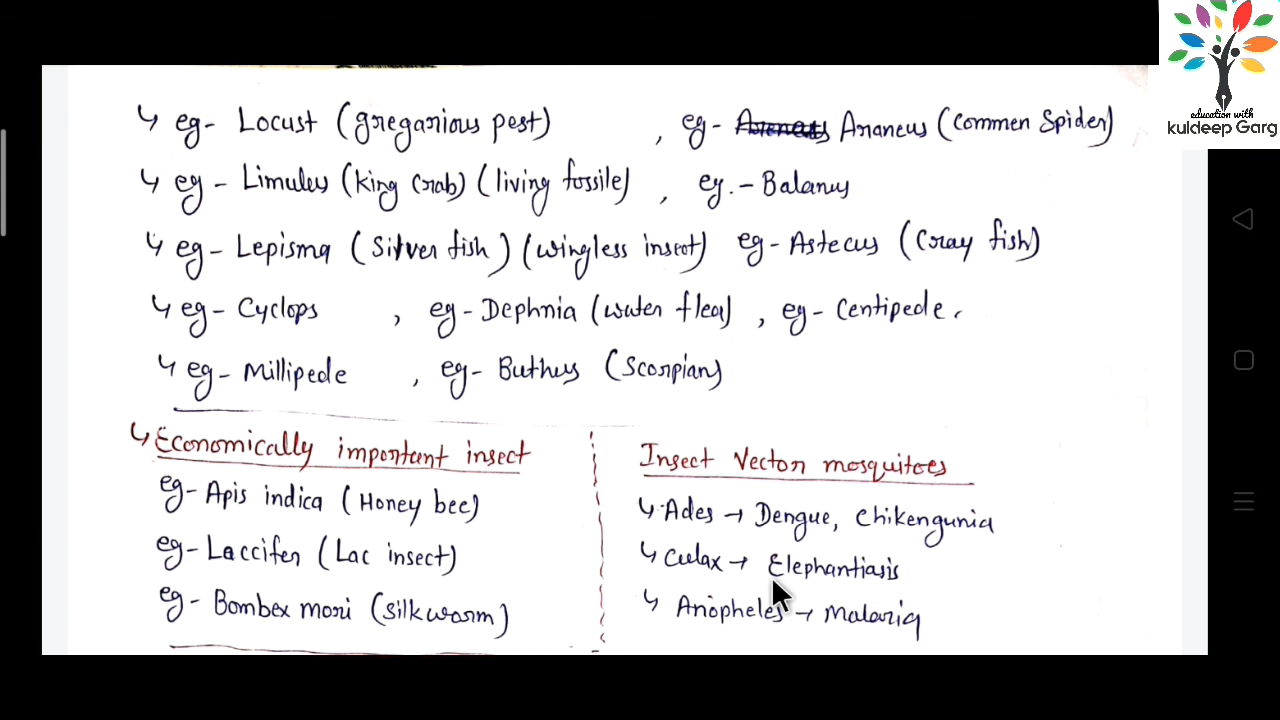 education with
kuldeep Garg
↳ eg- Locust (gregarious pest) , eg- Araneus (Commen Spider)
↳ eg - Limules (king Crab) (living fossile) , eg. - Balanus
↳ eg- Lepisma (Silver fish) (wingless insect) eg- Astecus (Cray fish)
↳ eg- Cyclops , eg- Dephnia (water flea) , eg- Centipede.
↳ eg- Millipede , eg- Buthus (Scorpian)
↳ Economically important insect
eg- Apis indica (Honey bee)
eg- Laccifer (Lac insect)
eg- Bombex mori (silkworm)
Insect Vector mosquitoes
↳ Ades → Dengue, Chikengunia
↳ Culax → Elephantiasis
↳ Anopheles → Malaria